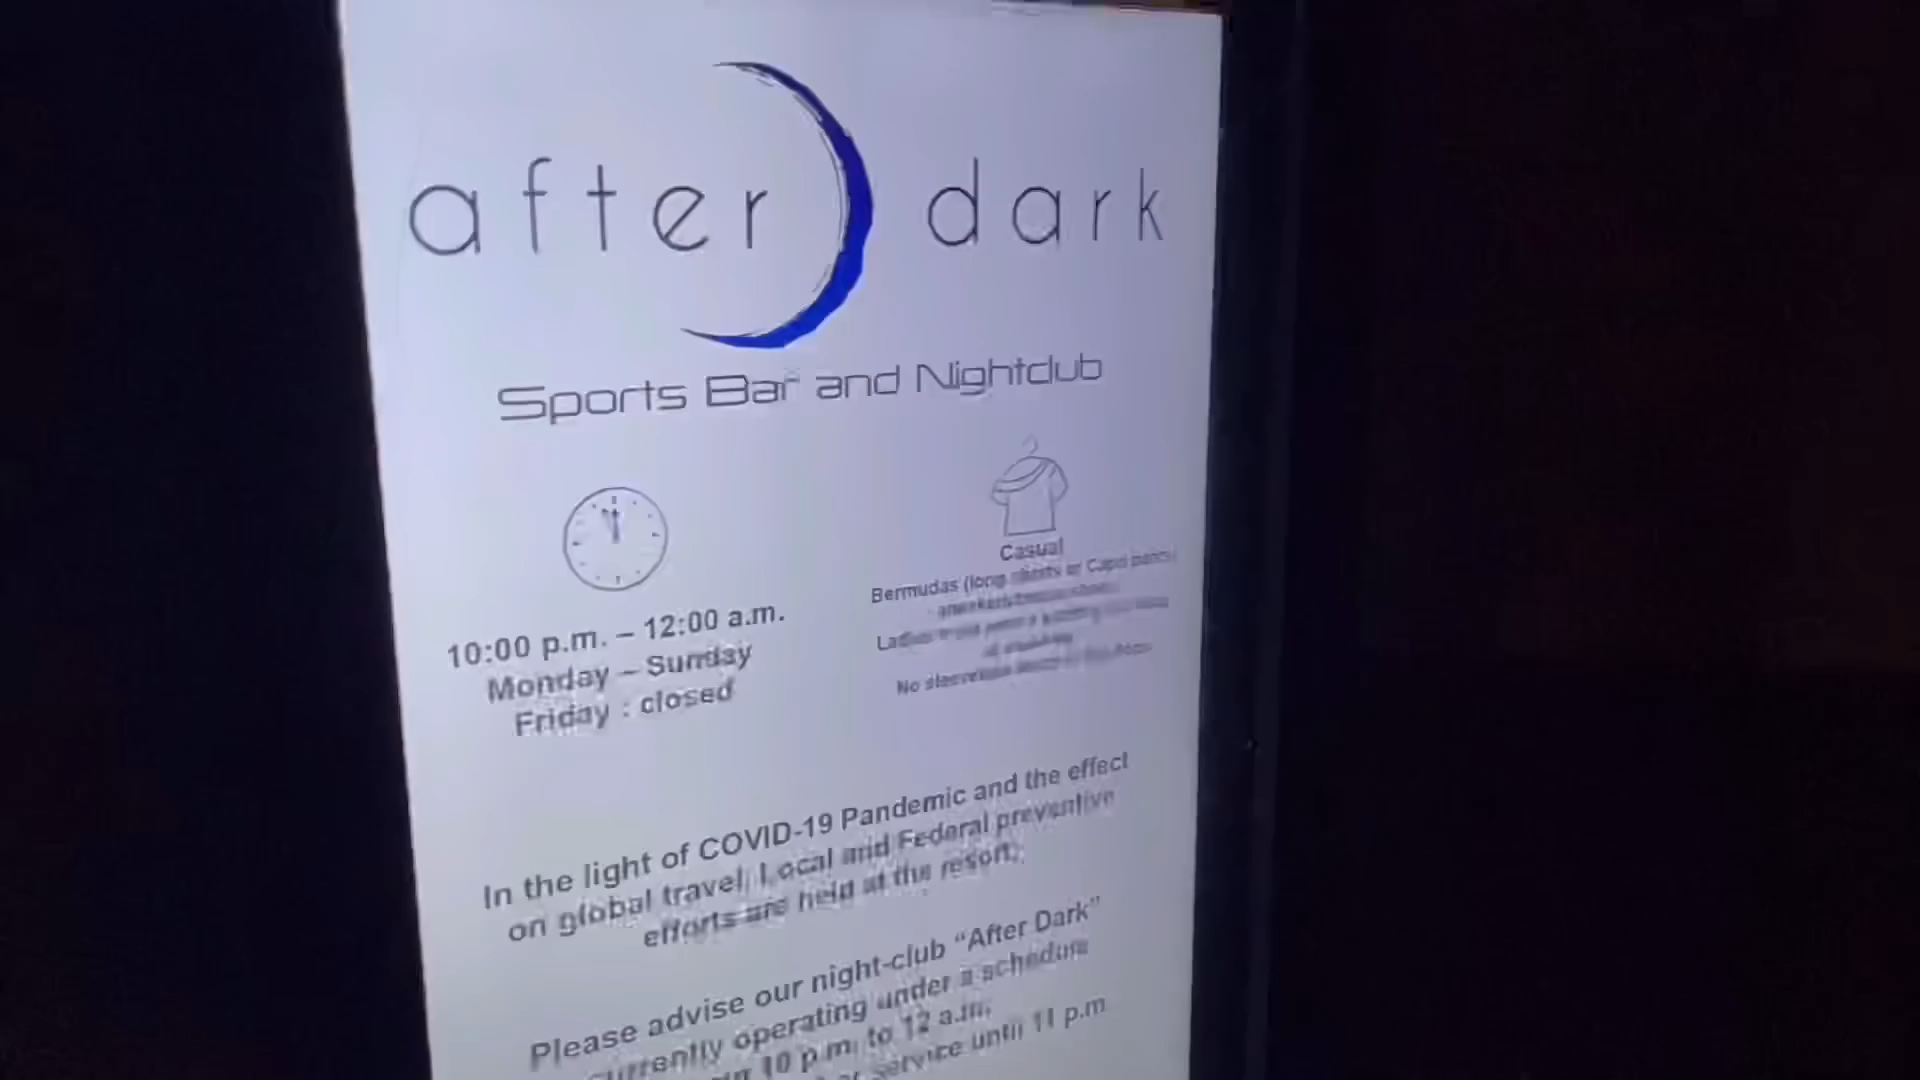 after dark
Sports Bar and Nightclub
10:00 p.m. – 12:00 a.m.
Monday – Sunday
Friday : closed
Casual
Bermudas (long shorts or Capri pants)
Ladies
No sleeveless
In the light of COVID-19 Pandemic and the effect
on global travel, Local and Federal preventive
efforts are held at the resort.
Please advise our night-club “After Dark”
currently operating under a schedule
10 p.m. to 12 a.m.
service until 11 p.m